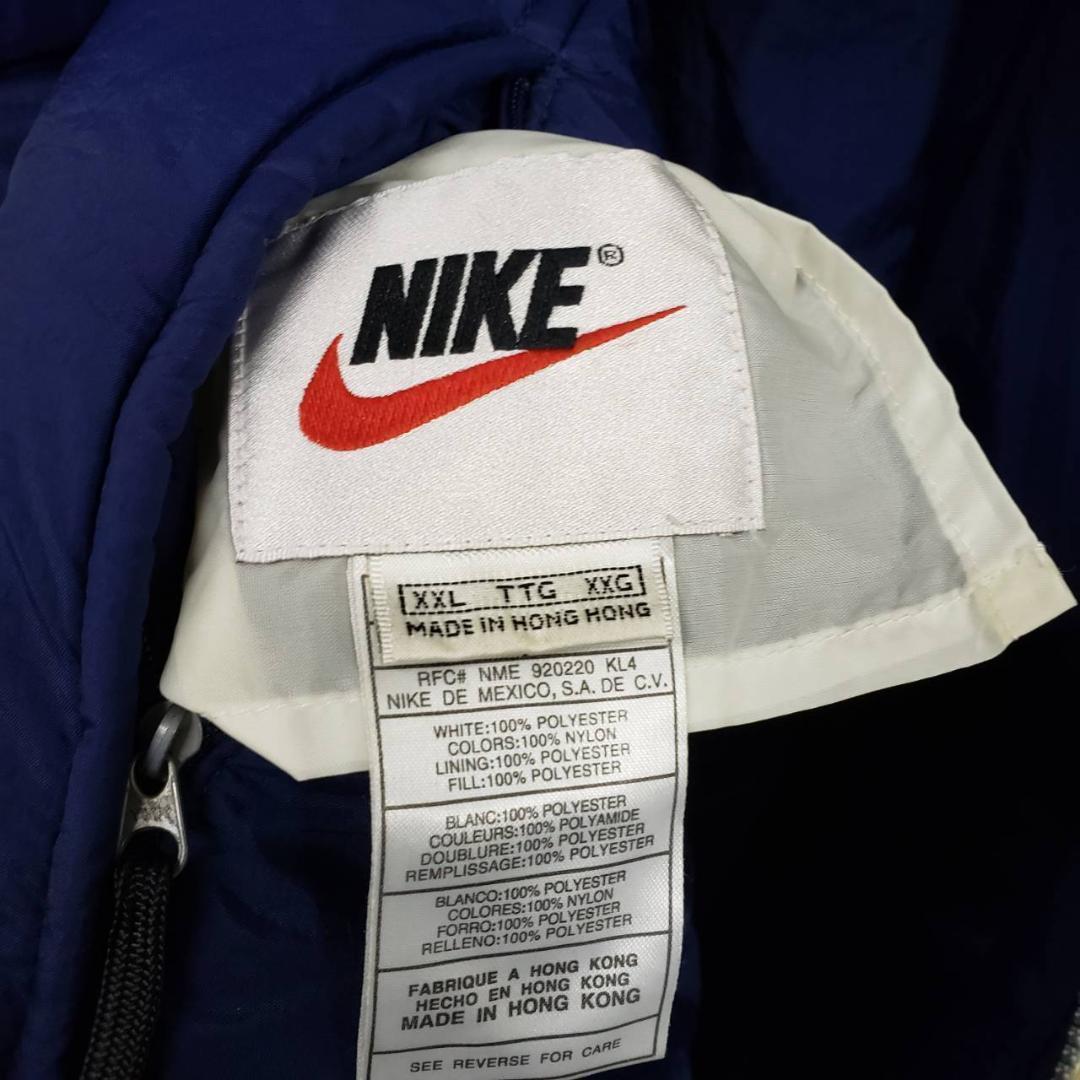 NIKE®
XXL TTG XXG
MADE IN HONG HONG
RFC# NME 920220 KL4
NIKE DE MEXICO, S.A. DE C.V.
WHITE:100% POLYESTER
COLORS:100% NYLON
LINING:100% POLYESTER
FILL:100% POLYESTER
BLANC:100% POLYESTER
COULEURS:100% POLYAMIDE
DOUBLURE:100% POLYESTER
REMPLISSAGE:100% POLYESTER
BLANCO:100% POLYESTER
COLORES:100% NYLON
FORRO:100% POLYESTER
RELLENO:100% POLYESTER
FABRIQUE A HONG KONG
HECHO EN HONG KONG
MADE IN HONG KONG
SEE REVERSE FOR CARE